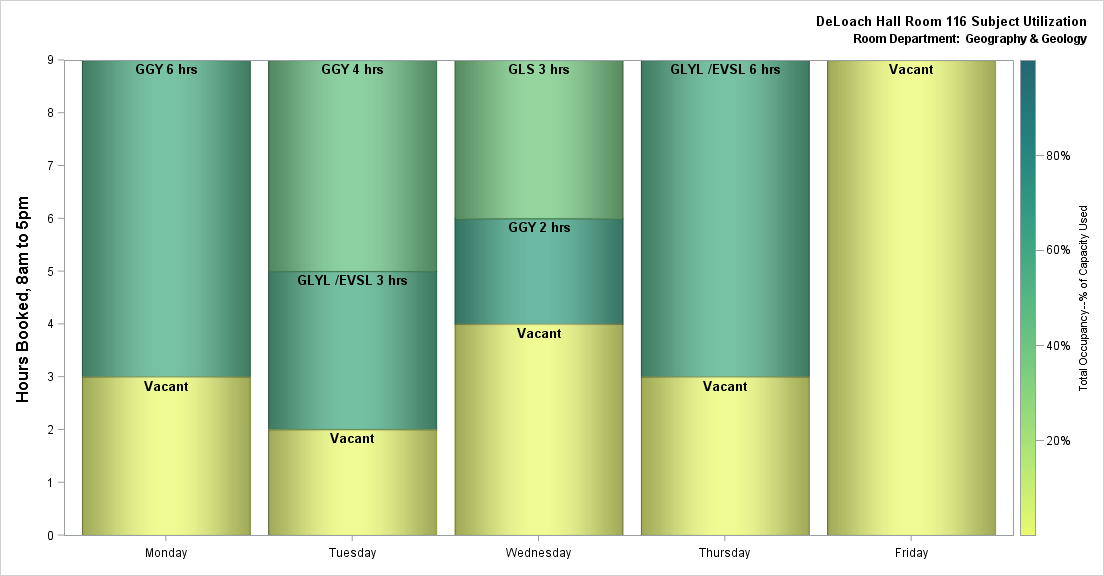 DeLoach Hall Room 116 Subject Utilization
Room Department: Geography & Geology
Hours Booked, 8am to 5pm
9
8
7
6
5
4
3
2
1
0
GGY 6 hrs
Vacant
GGY 4 hrs
GLYL /EVSL 3 hrs
Vacant
GLS 3 hrs
GGY 2 hrs
Vacant
GLYL /EVSL 6 hrs
Vacant
Vacant
Monday
Tuesday
Wednesday
Thursday
Friday
80%
60%
40%
20%
Total Occupancy--% of Capacity Used